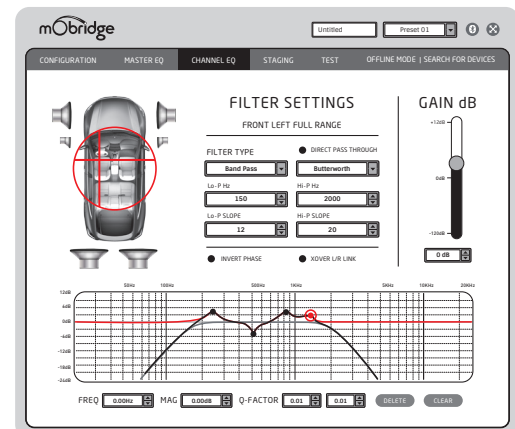 mObridge
Untitled
Preset 01
CONFIGURATION MASTER EQ CHANNEL EQ STAGING TEST OFFLINE MODE | SEARCH FOR DEVICES
FILTER SETTINGS
FRONT LEFT FULL RANGE
FILTER TYPE
DIRECT PASS THROUGH
Band Pass
Butterworth
Lo-P Hz
Hi-P Hz
150
2000
Lo-P SLOPE
Hi-P SLOPE
12
20
INVERT PHASE
XOVER L/R LINK
GAIN dB
+12dB
0dB
-120dB
0 dB
50Hz 100Hz 500Hz 1KHz 5KHz 10KHz 20KHz
12dB
6dB
0dB
-6dB
-12dB
-18dB
-24dB
FREQ 0.00Hz MAG 0.00dB Q-FACTOR 0.01 0.01 DELETE CLEAR